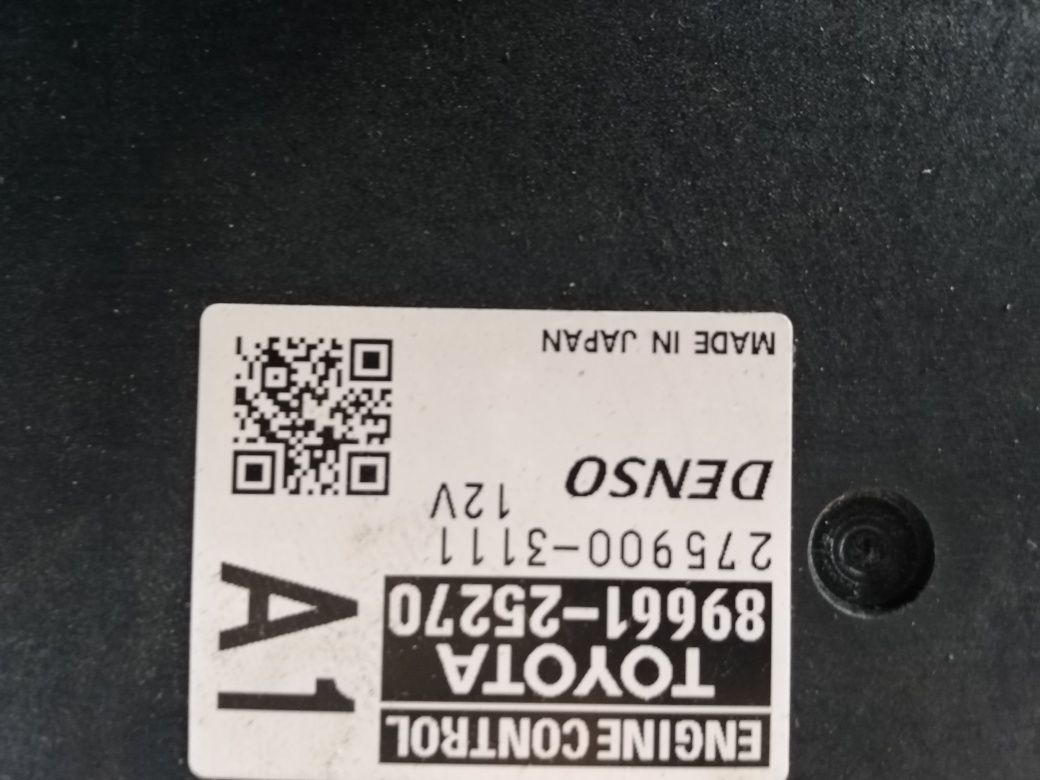 ENGINE CONTROL
TOYOTA
89661-25270
275900-3111
12V
DENSO
MADE IN JAPAN
A1